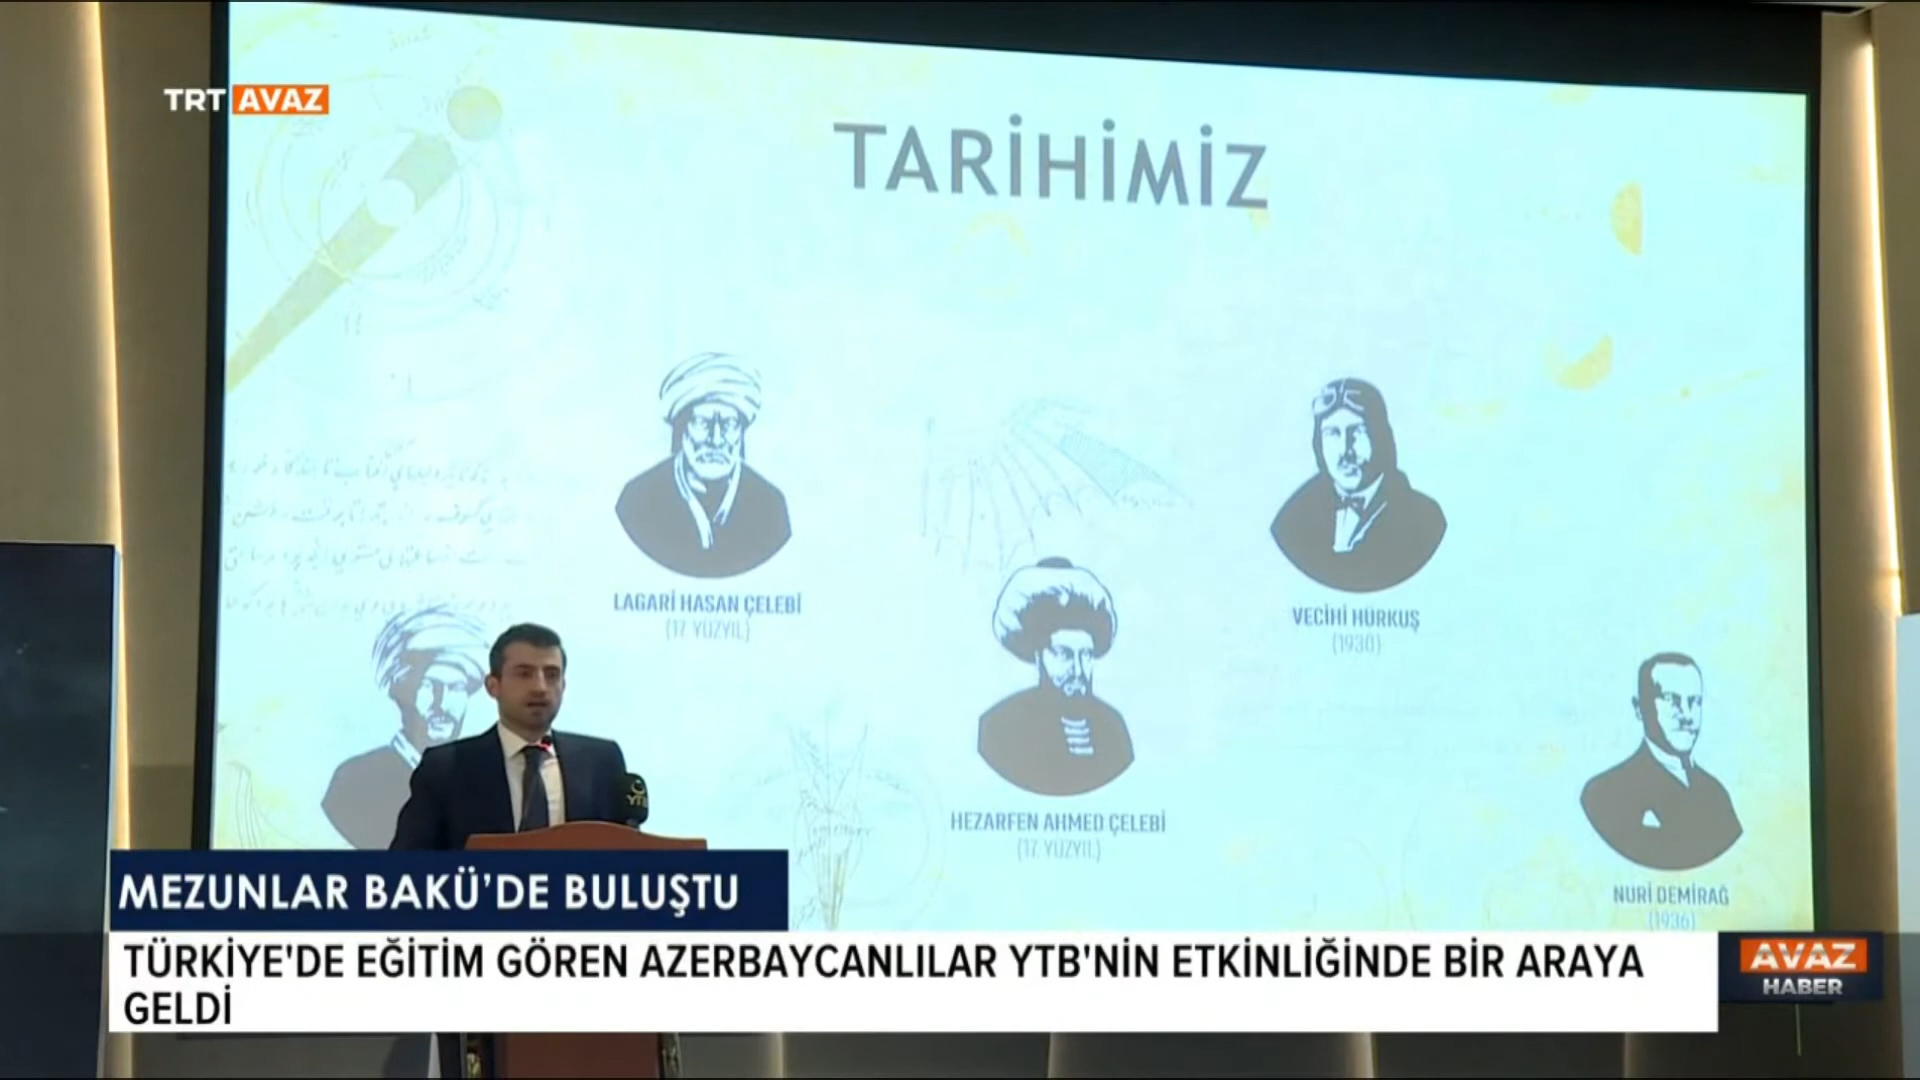 TRT AVAZ
TARİHİMİZ
LAGARİ HASAN ÇELEBİ
(17. YÜZYIL)
VECİHİ HÜRKUŞ
(1930)
HEZARFEN AHMED ÇELEBİ
(17. YÜZYIL)
NURİ DEMİRAĞ
(1936)
YTB
MEZUNLAR BAKÜ’DE BULUŞTU
TÜRKİYE'DE EĞİTİM GÖREN AZERBAYCANLILAR YTB'NİN ETKİNLİĞİNDE BİR ARAYA
GELDİ
AVAZ
HABER